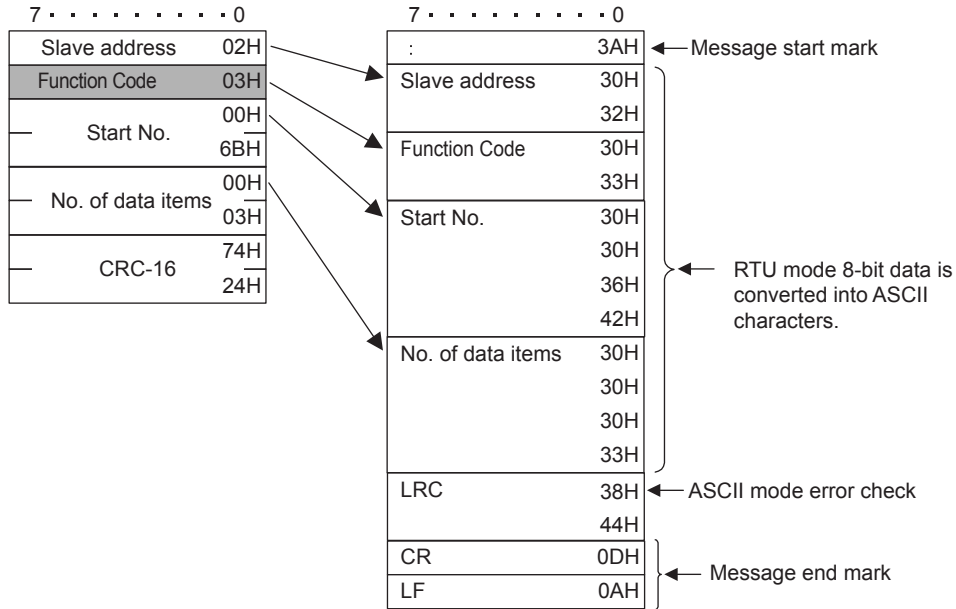 7 · · · · · · · · 0
Slave address 02H
Function Code 03H
00H
Start No.
6BH
00H
No. of data items
03H
74H
CRC-16
24H
7 · · · · · · · · 0
: 3AH
Message start mark
Slave address 30H
32H
Function Code 30H
33H
Start No. 30H
30H
36H
42H
No. of data items 30H
30H
30H
33H
RTU mode 8-bit data is
converted into ASCII
characters.
LRC 38H
ASCII mode error check
44H
CR 0DH
LF 0AH
Message end mark